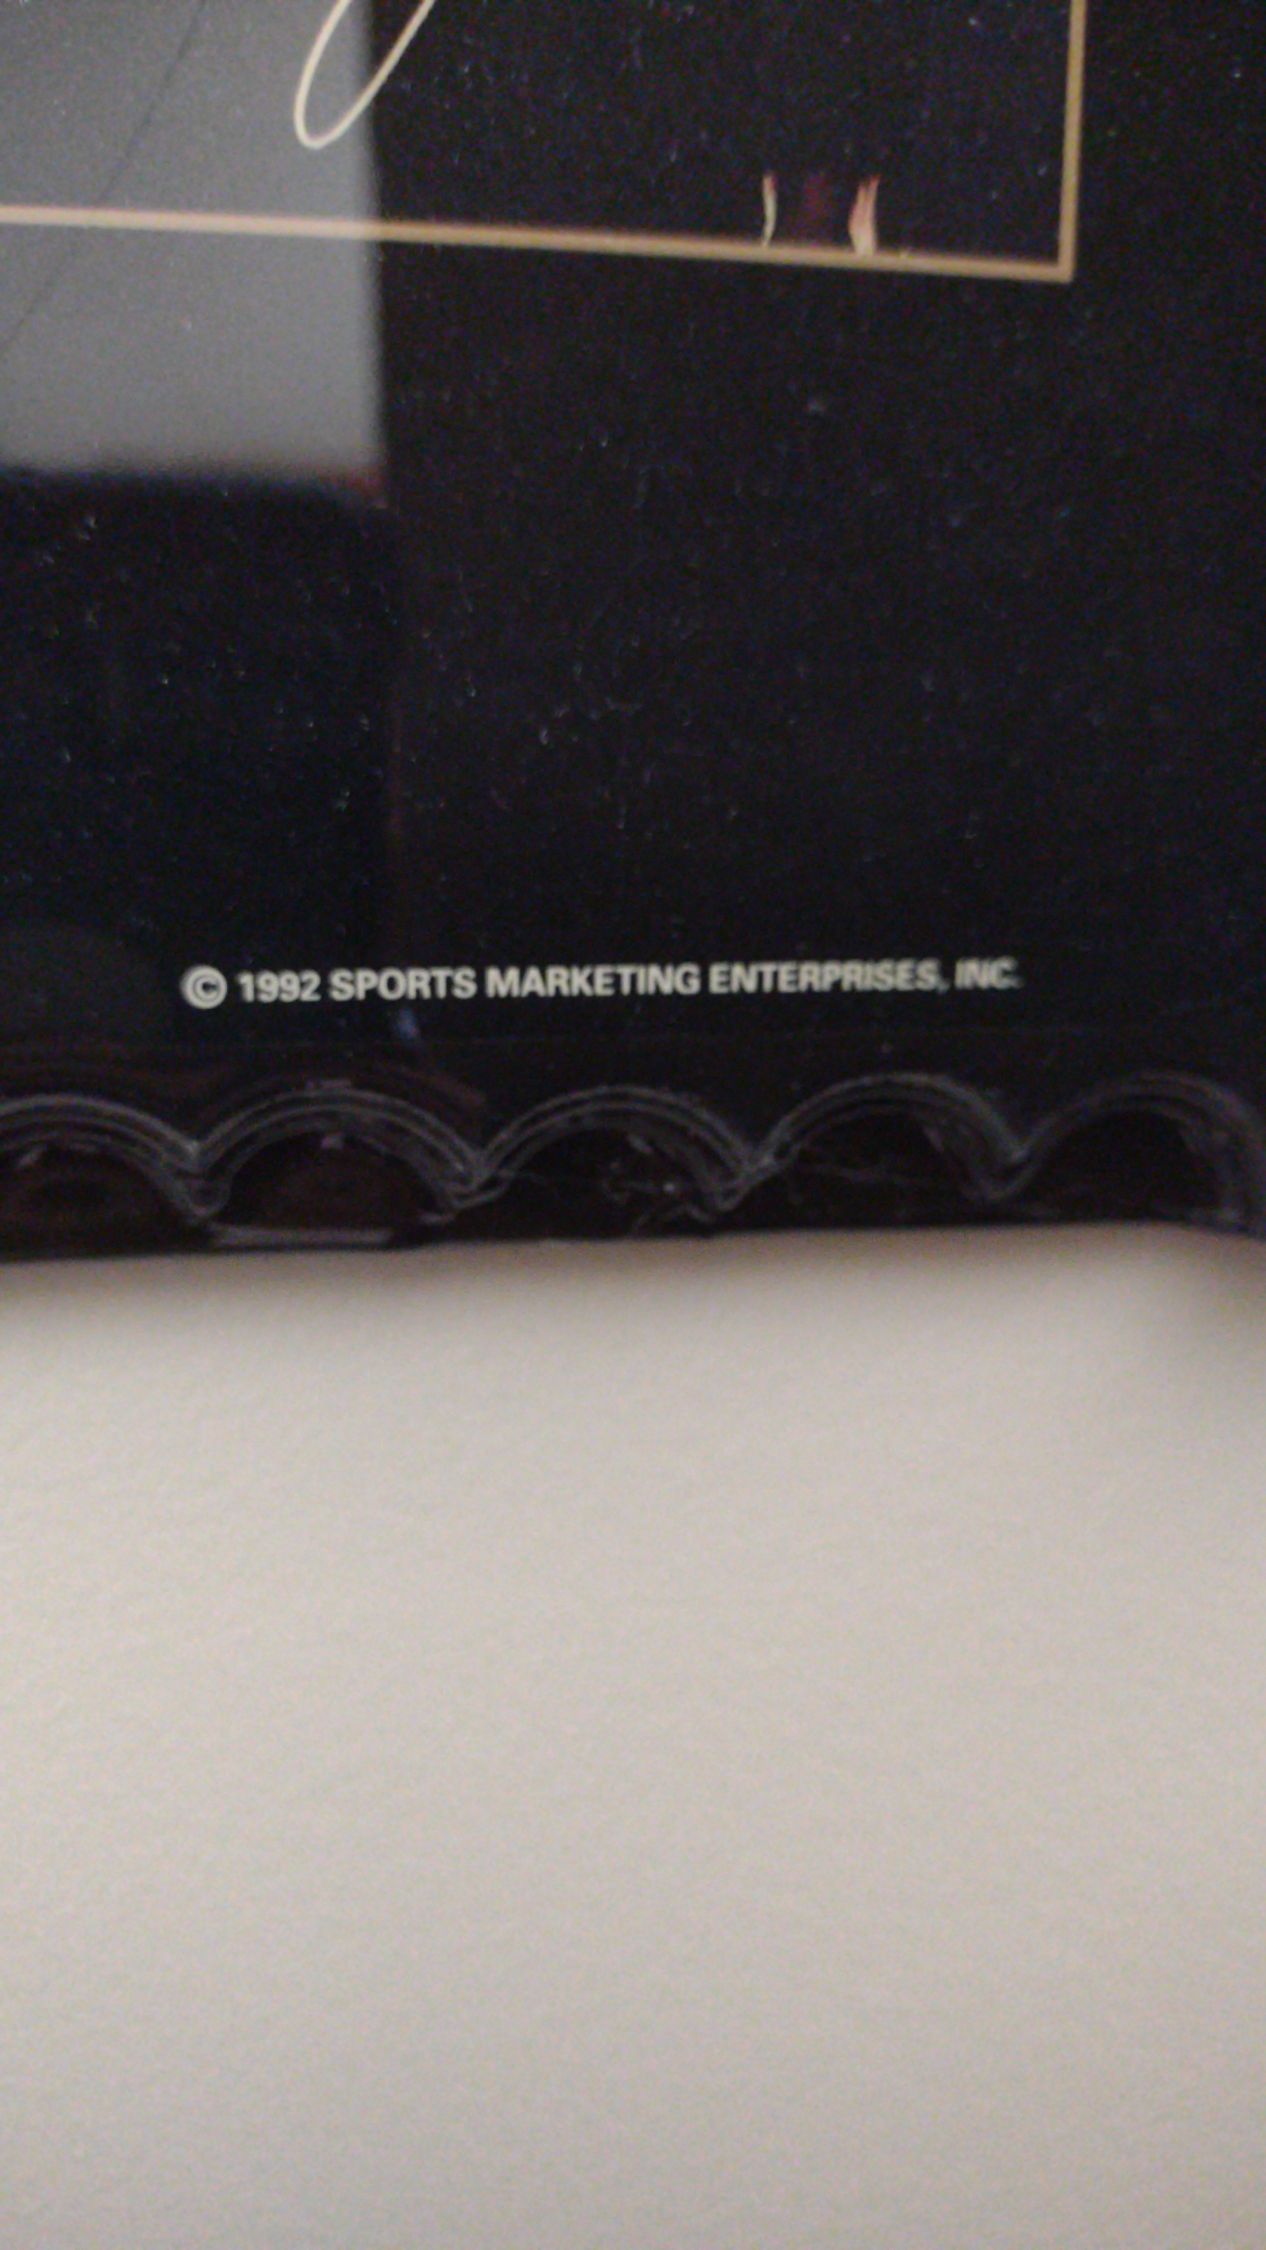 © 1992 SPORTS MARKETING ENTERPRISES, INC.